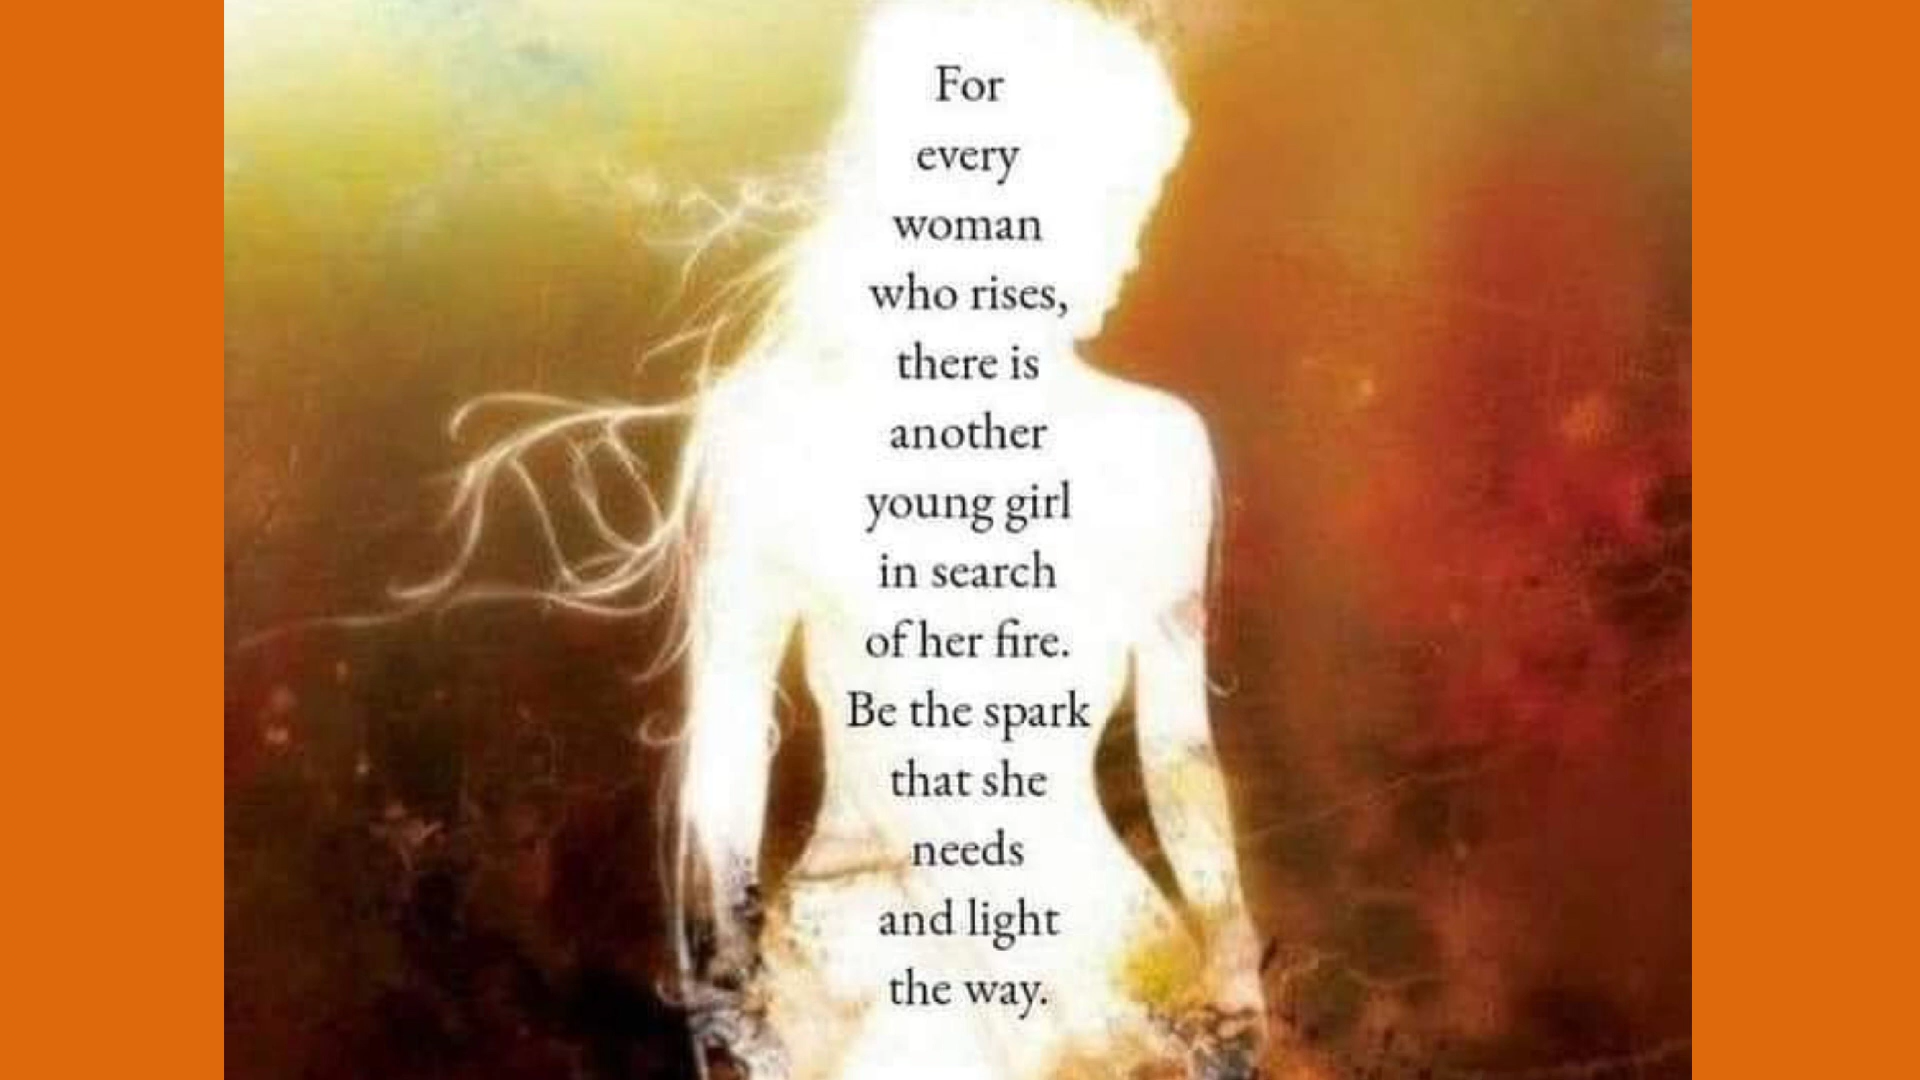 For
every
woman
who rises,
there is
another
young girl
in search
of her fire.
Be the spark
that she
needs
and light
the way.